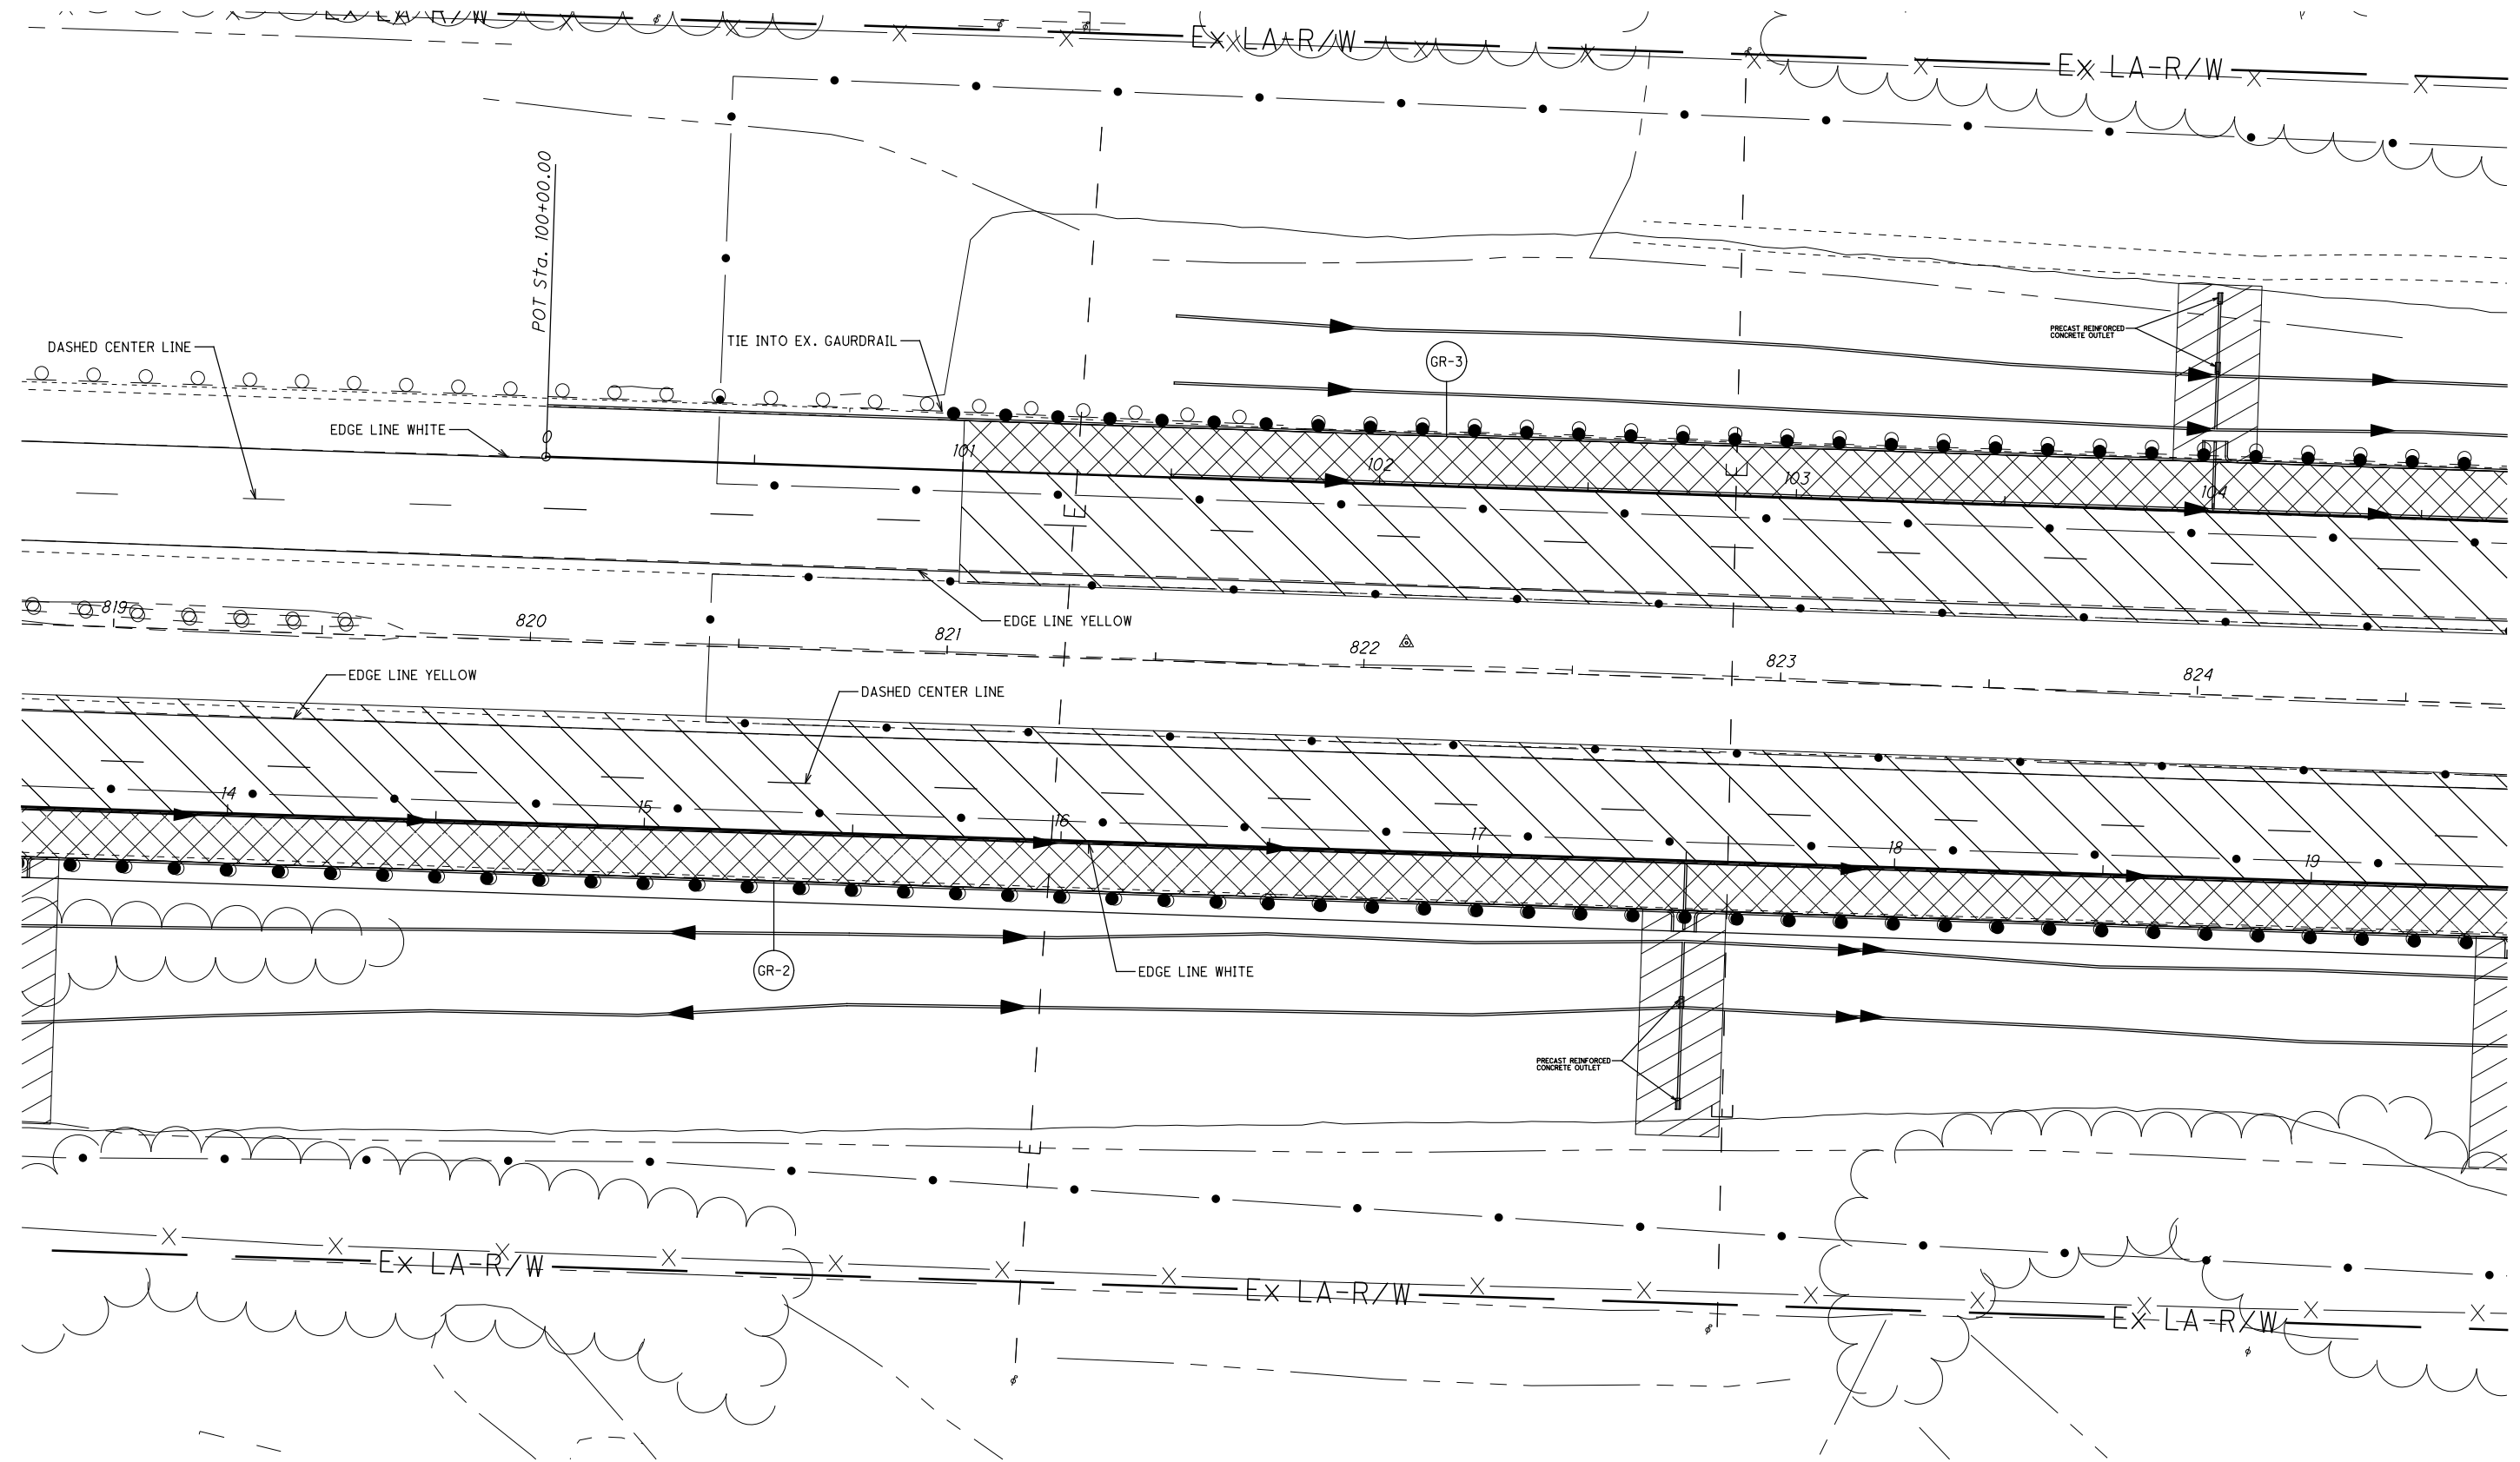 Ex LA-R/W
Ex LA-R/W
Ex LA-R/W
POT Sta. 100+00.00
PRECAST REINFORCED
CONCRETE OUTLET
TIE INTO EX. GAURDRAIL
DASHED CENTER LINE
GR-3
EDGE LINE WHITE
0
101
102
103
104
819
820
EDGE LINE YELLOW
821
822
823
824
EDGE LINE YELLOW
DASHED CENTER LINE
14
15
16
17
18
19
GR-2
EDGE LINE WHITE
PRECAST REINFORCED
CONCRETE OUTLET
Ex LA-R/W
Ex LA-R/W
Ex LA-R/W